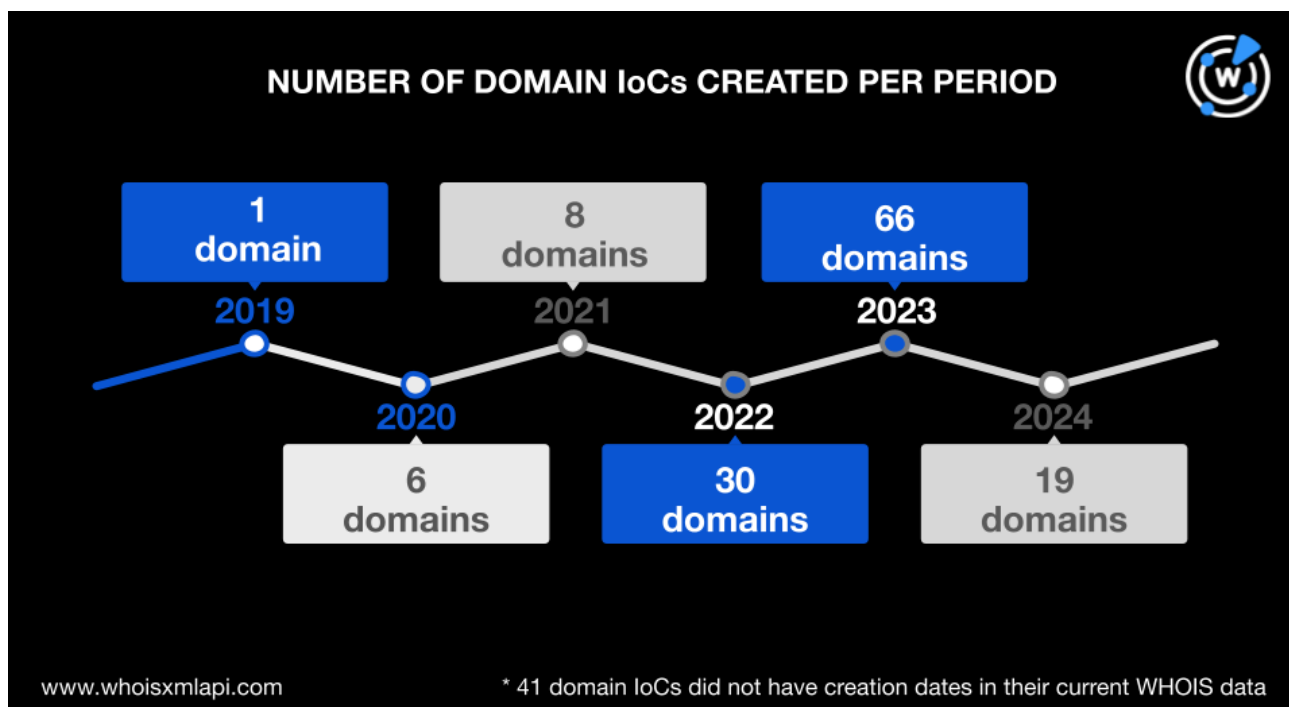 NUMBER OF DOMAIN IoCs CREATED PER PERIOD
W
1
domain
2019
6
domains
2020
8
domains
2021
30
domains
2022
66
domains
2023
19
domains
2024
www.whoisxmlapi.com
* 41 domain IoCs did not have creation dates in their current WHOIS data